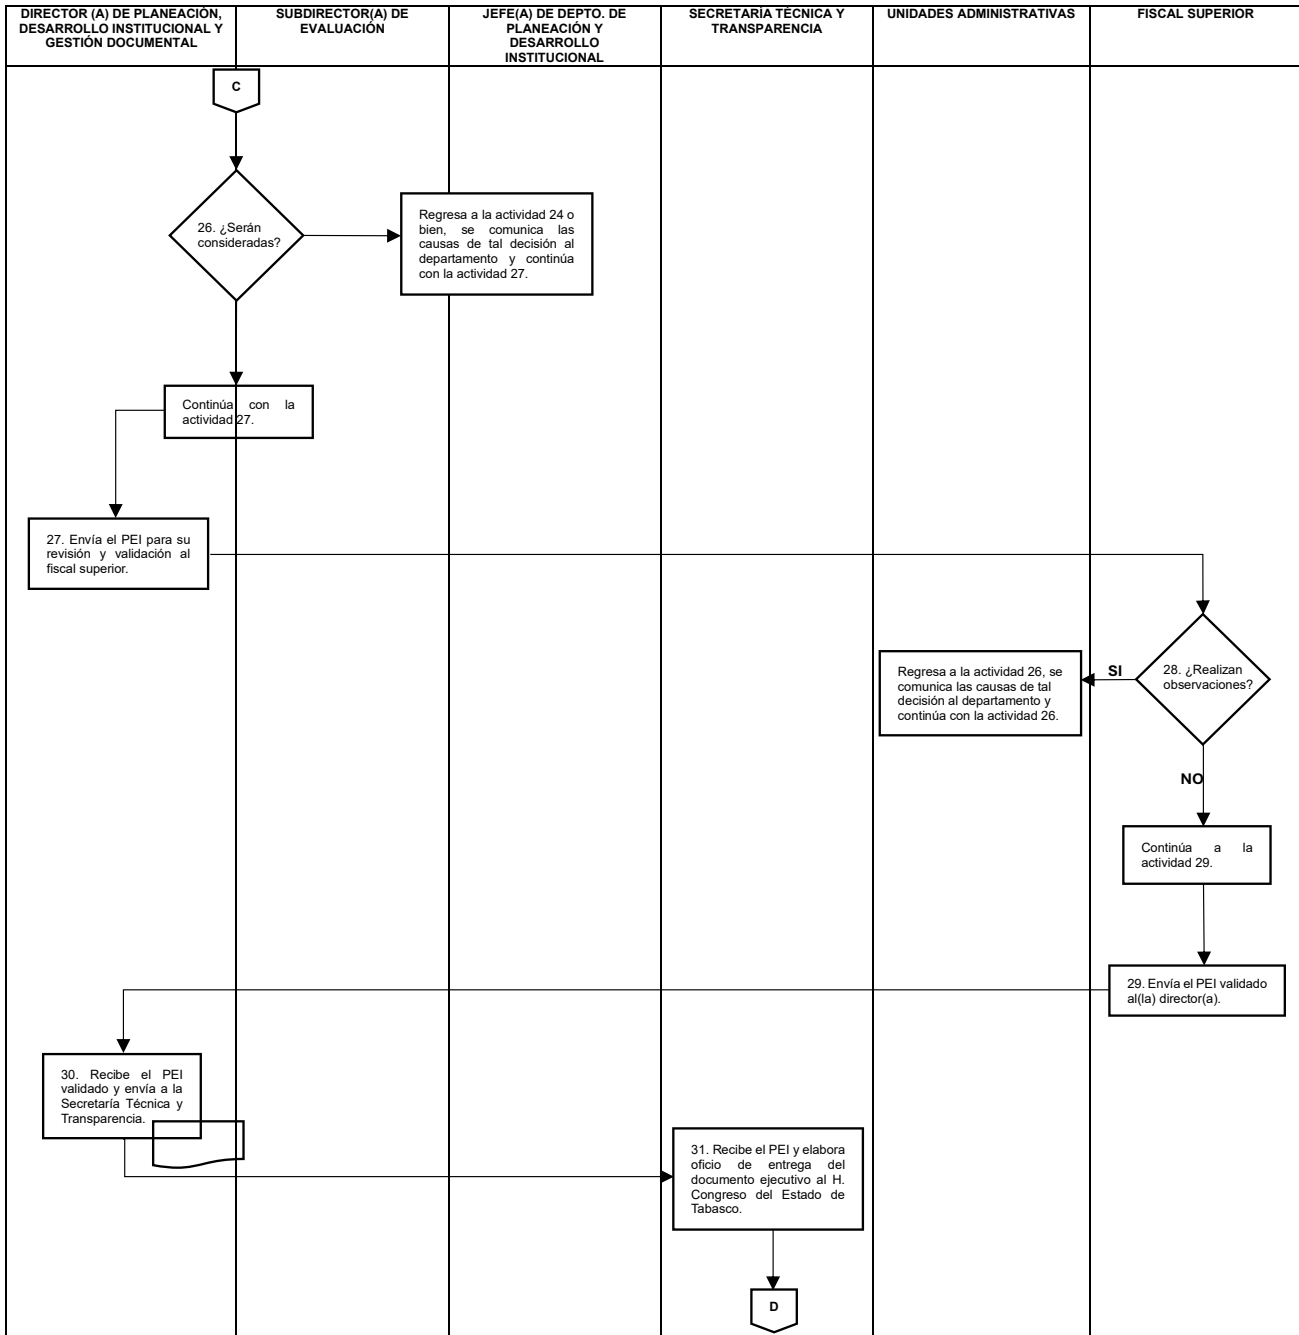 DIRECTOR (A) DE PLANEACIÓN,
DESARROLLO INSTITUCIONAL Y
GESTIÓN DOCUMENTAL
SUBDIRECTOR(A) DE
EVALUACIÓN
JEFE(A) DE DEPTO. DE
PLANEACIÓN Y
DESARROLLO
INSTITUCIONAL
SECRETARÍA TÉCNICA Y
TRANSPARENCIA
UNIDADES ADMINISTRATIVAS
FISCAL SUPERIOR
C
26. ¿Serán
consideradas?
Regresa a la actividad 24 o
bien, se comunica las
causas de tal decisión al
departamento y continúa
con la actividad 27.
Continúa con la
actividad 27.
27. Envía el PEI para su
revisión y validación al
fiscal superior.
28. ¿Realizan
observaciones?
SI
Regresa a la actividad 26, se
comunica las causas de tal
decisión al departamento y
continúa con la actividad 26.
NO
Continúa a la
actividad 29.
29. Envía el PEI validado
al(la) director(a).
30. Recibe el PEI
validado y envía a la
Secretaría Técnica y
Transparencia.
31. Recibe el PEI y elabora
oficio de entrega del
documento ejecutivo al H.
Congreso del Estado de
Tabasco.
D